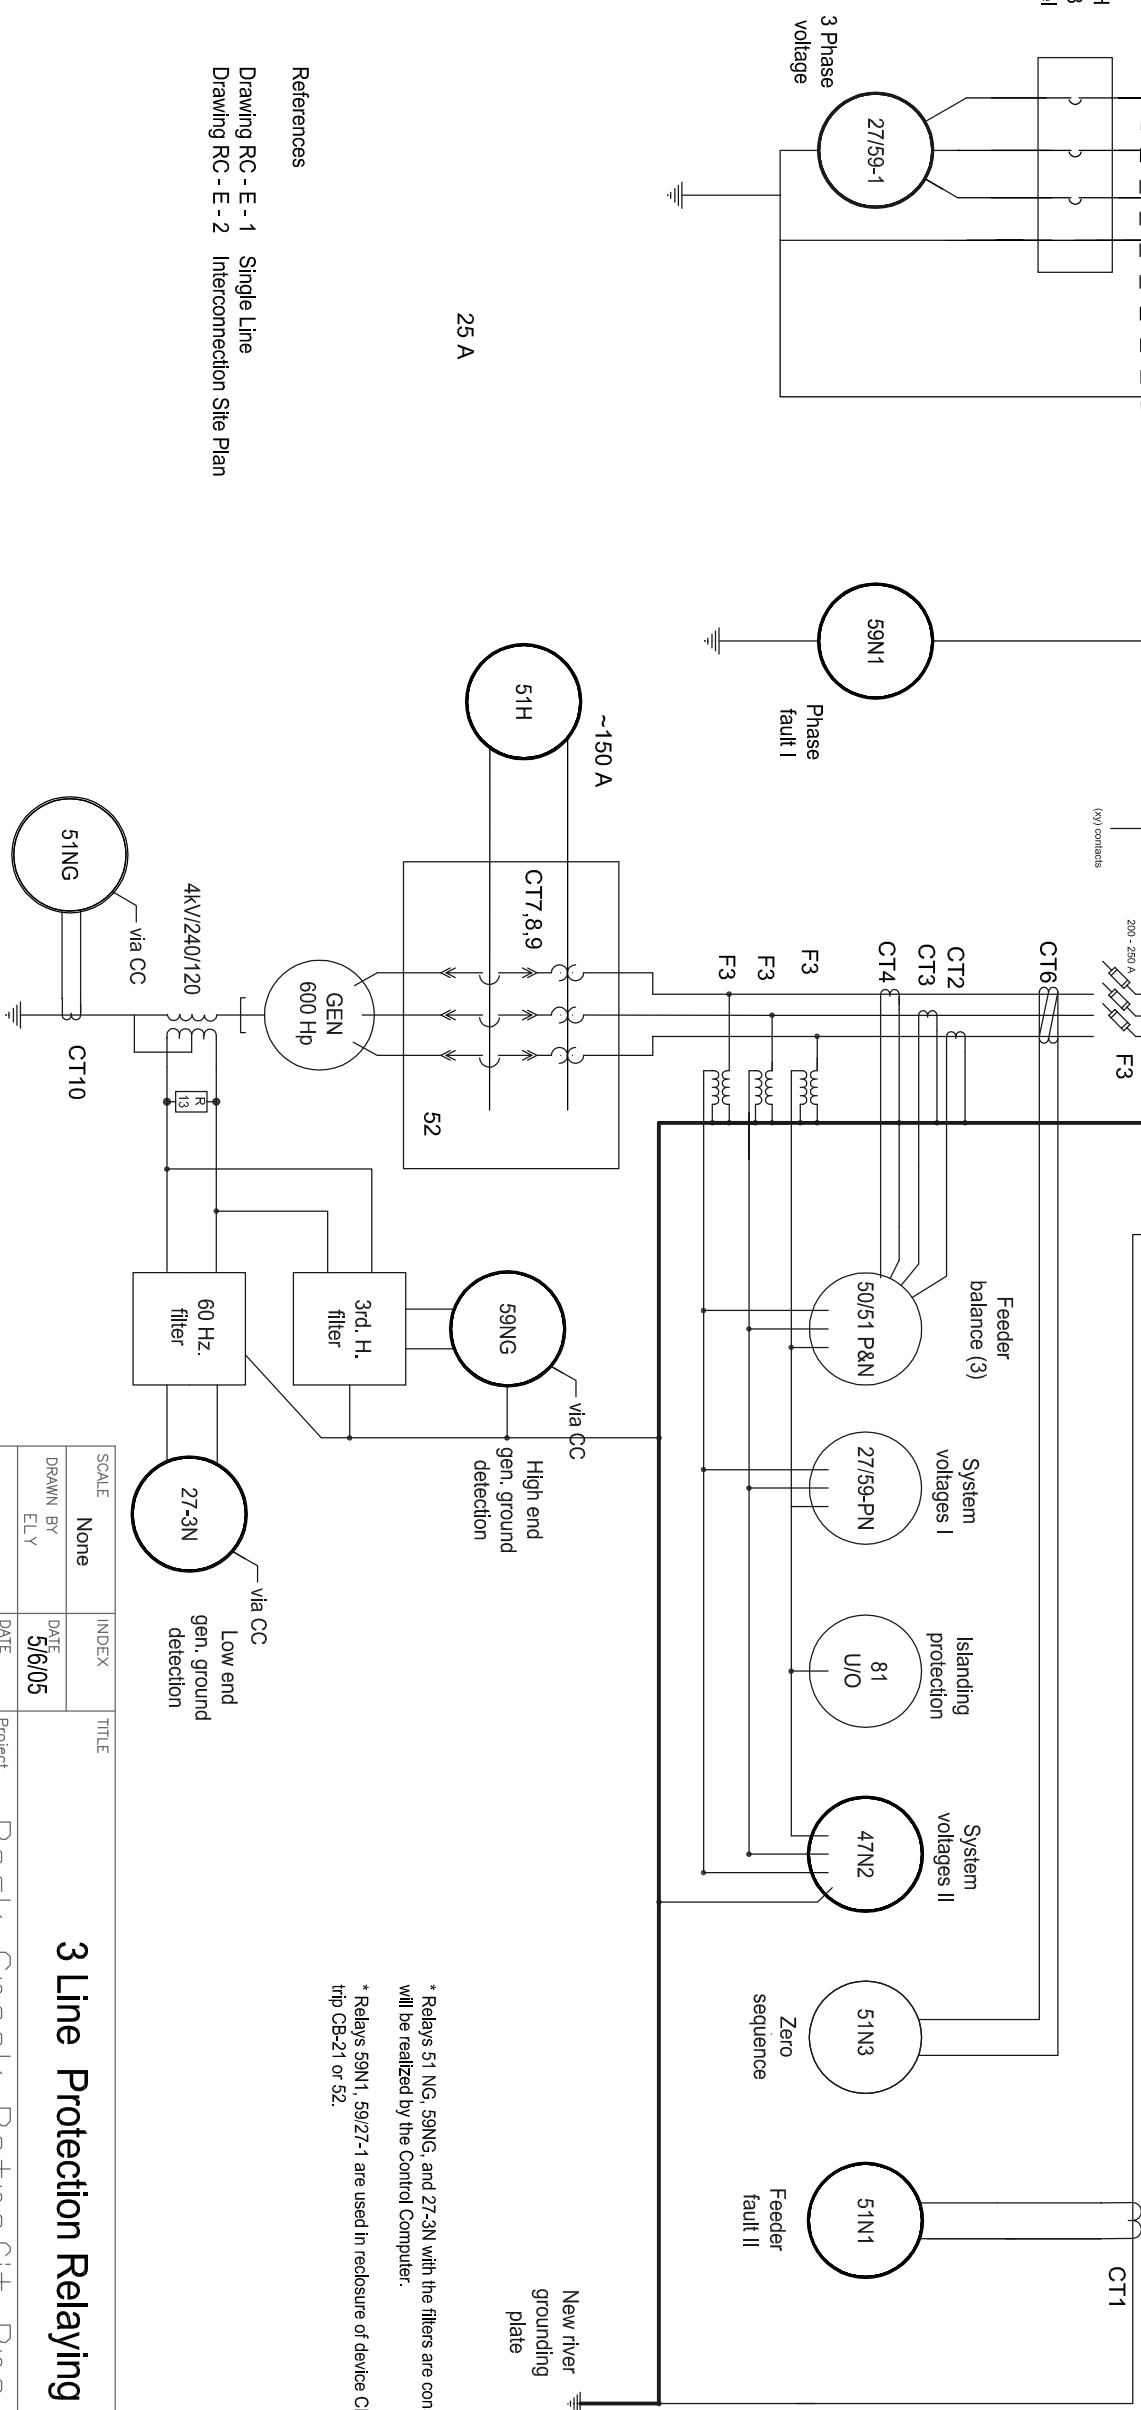 3 Phase
voltage
27/59-1
References
Drawing RC - E - 1 Single Line
Drawing RC - E - 2 Interconnection Site Plan
25 A
59N1
Phase
fault I
51H
~150 A
(xy) contacts
200 - 250 A
F3
CT6
CT2
CT3
CT4
F3
F3
F3
CT7,8,9
52
GEN
600 Hp
4kV/240/120
51NG
via CC
CT10
R
13
60 Hz.
filter
3rd. H.
filter
59NG
via CC
High end
gen. ground
detection
27-3N
via CC
Low end
gen. ground
detection
Feeder
balance (3)
50/51 P&N
System
voltages I
27/59-PN
Islanding
protection
81
U/O
System
voltages II
47N2
51N3
Zero
sequence
51N1
Feeder
fault II
CT1
New river
grounding
plate
* Relays 51 NG, 59NG, and 27-3N with the filters are con
will be realized by the Control Computer.
* Relays 59N1, 59/27-1 are used in reclosure of device C
trip CB-21 or 52.
SCALE
None
INDEX
TITLE
3 Line Protection Relaying
DRAWN BY
ELY
DATE
5/6/05
DATE
Project